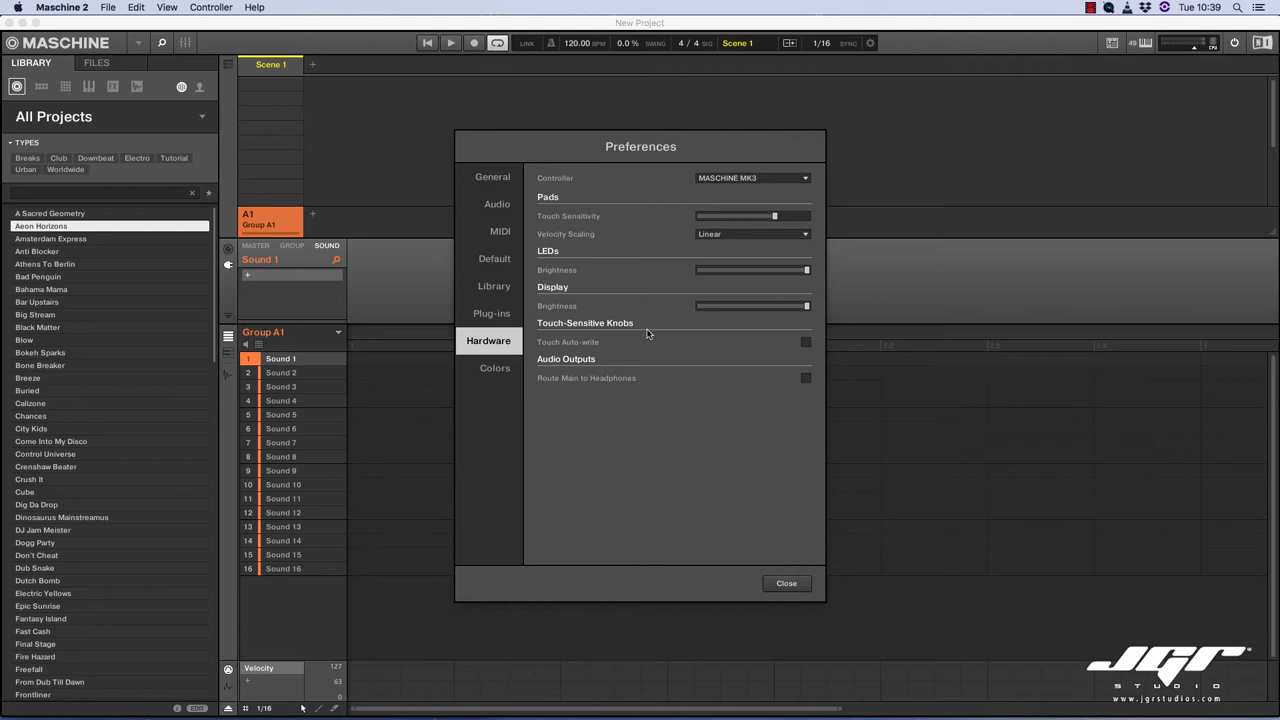 Maschine 2 File Edit View Controller Help Tue 10:39
New Project
MASCHINE LINK 120.00 BPM 0.0 % SWING 4 / 4 SIG Scene 1 1/16 SYNC 49 CPU
LIBRARY FILES
Scene 1 +
All Projects
TYPES
Breaks Club Downbeat Electro Tutorial
Urban Worldwide
A Sacred Geometry
Aeon Horizons
Amsterdam Express
Anti Blocker
Athens To Berlin
Bad Penguin
Bahama Mama
Bar Upstairs
Big Stream
Black Matter
Blow
Bokeh Sparks
Bone Breaker
Breeze
Buried
Calizone
Chances
City Kids
Come Into My Disco
Control Universe
Crenshaw Beater
Crush It
Cube
Dig Da Drop
Dinosaurus Mainstreamus
DJ Jam Meister
Dogg Party
Don't Cheat
Dub Snake
Dutch Bomb
Electric Yellows
Epic Sunrise
Fantasy Island
Fast Cash
Final Stage
Fire Hazard
Freefall
From Dub Till Dawn
Frontliner
EDIT
A1 +
Group A1
MASTER GROUP SOUND
Sound 1
+
Group A1
1 Sound 1
2 Sound 2
3 Sound 3
4 Sound 4
5 Sound 5
6 Sound 6
7 Sound 7
8 Sound 8
9 Sound 9
10 Sound 10
11 Sound 11
12 Sound 12
13 Sound 13
14 Sound 14
15 Sound 15
16 Sound 16
Velocity 127
+ 63
0
1/16
1 2.2 2.3 2.4 3
Preferences
General
Audio
MIDI
Default
Library
Plug-ins
Hardware
Colors
Controller MASCHINE MK3
Pads
Touch Sensitivity
Velocity Scaling Linear
LEDs
Brightness
Display
Brightness
Touch-Sensitive Knobs
Touch Auto-write
Audio Outputs
Route Main to Headphones
Close
JGR
STUDIOS
www.jgrstudios.com